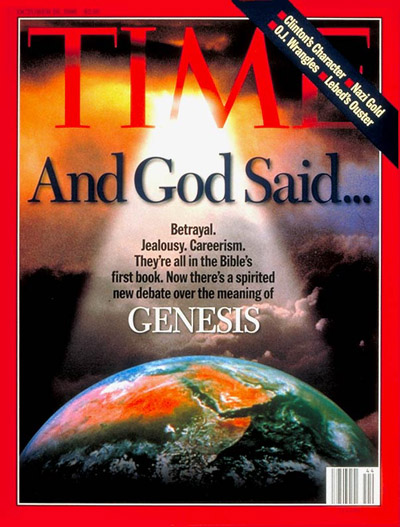 TIME
Clinton's Character ■ Nazi Gold
O.J. Wrangles ■ Lebed's Ouster
And God Said...
Betrayal.
Jealousy. Careerism.
They're all in the Bible's
first book. Now there's a spirited
new debate over the meaning of
GENESIS
44